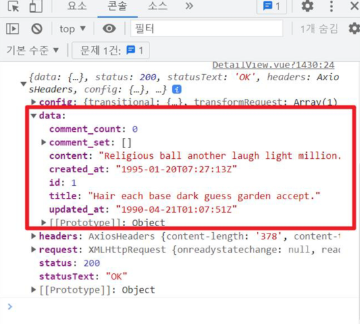 요소 콘솔 소스 » 1
top 필터 1개 숨김
기본 수준 문제 1건: 1
DetailView.vue?1430:24
{data: {…}, status: 200, statusText: 'OK', headers: Axio
sHeaders, config: {…}, …}
config: {transitional: {…}, transformRequest: Array(1)
data:
comment_count: 0
comment_set: []
content: "Religious ball another laugh light million.
created_at: "1995-01-20T07:27:13Z"
id: 1
title: "Hair each base dark guess garden accept."
updated_at: "1990-04-21T01:07:51Z"
[[Prototype]]: Object
headers: AxiosHeaders {content-length: '378', content-
request: XMLHttpRequest {onreadystatechange: null, read
status: 200
statusText: "OK"
[[Prototype]]: Object
>